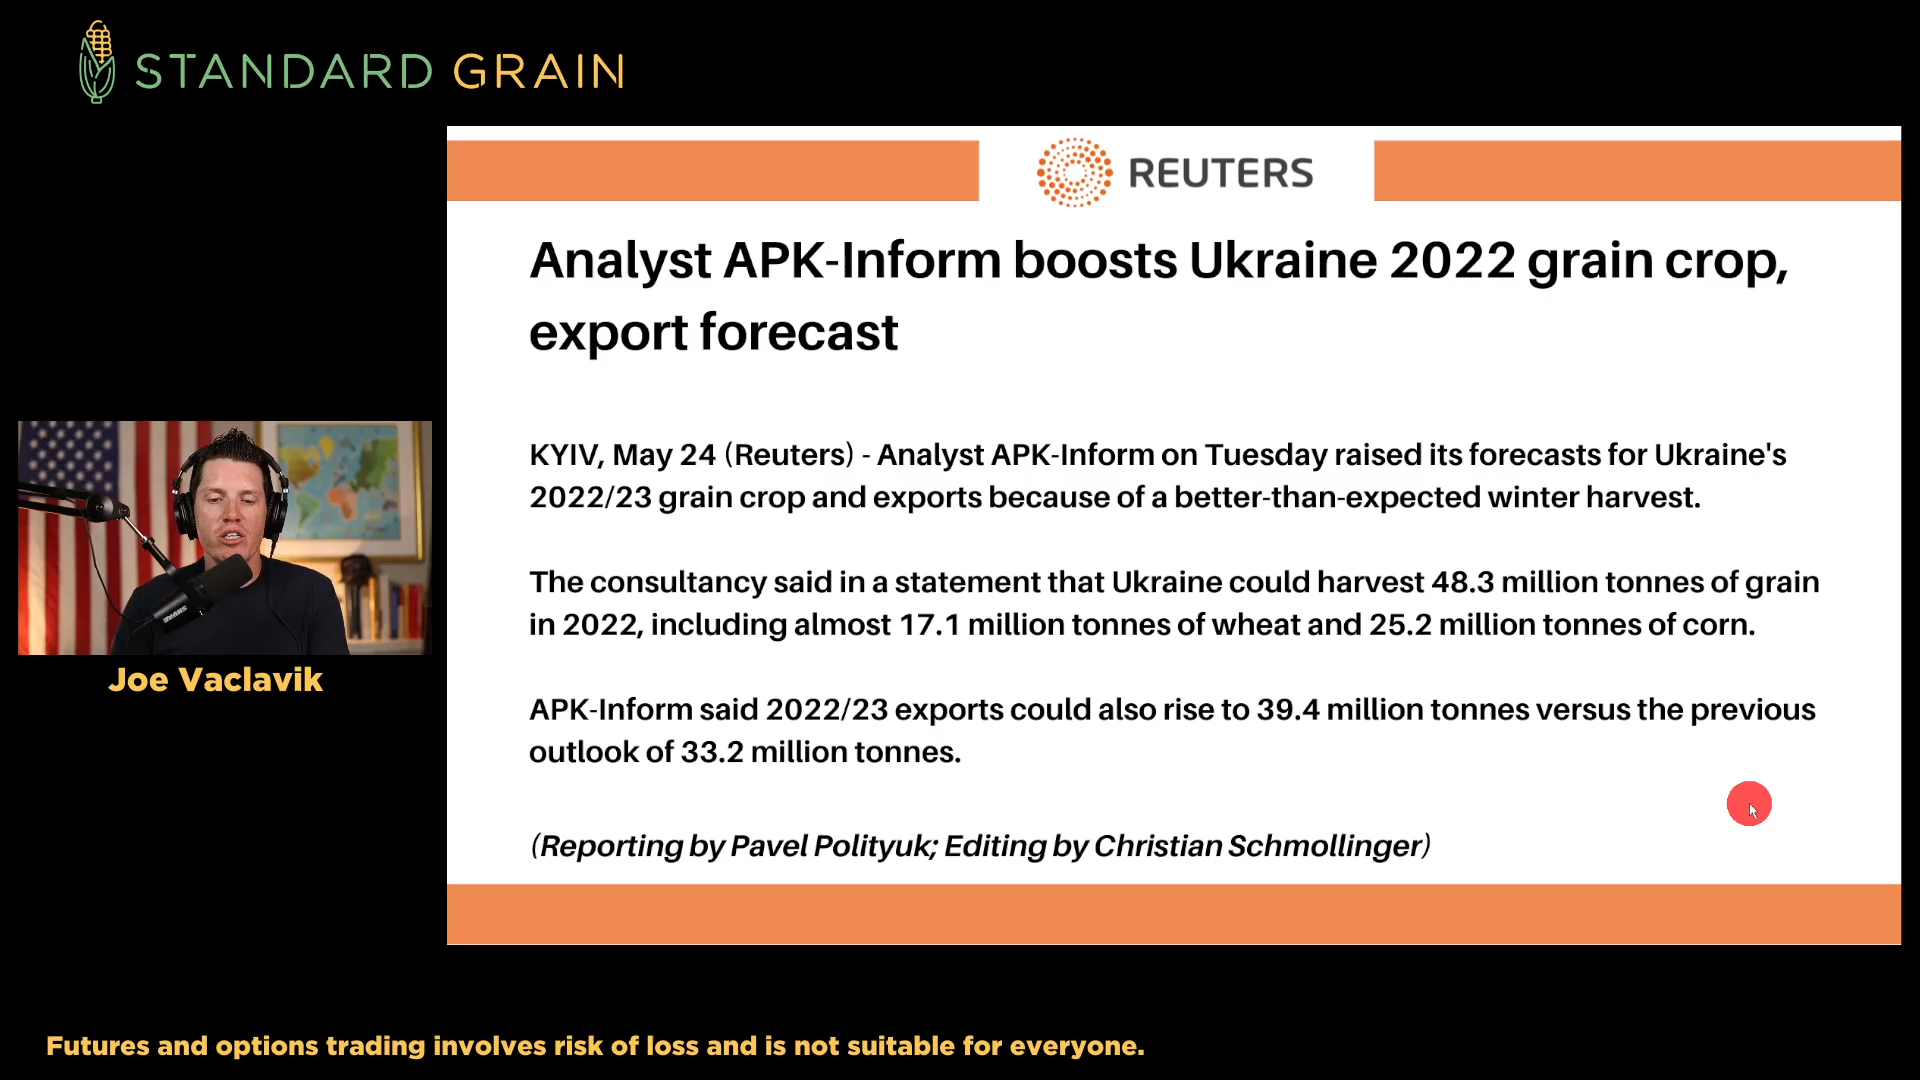 STANDARD GRAIN
REUTERS
Analyst APK-Inform boosts Ukraine 2022 grain crop,
export forecast
KYIV, May 24 (Reuters) - Analyst APK-Inform on Tuesday raised its forecasts for Ukraine's
2022/23 grain crop and exports because of a better-than-expected winter harvest.
The consultancy said in a statement that Ukraine could harvest 48.3 million tonnes of grain
in 2022, including almost 17.1 million tonnes of wheat and 25.2 million tonnes of corn.
APK-Inform said 2022/23 exports could also rise to 39.4 million tonnes versus the previous
outlook of 33.2 million tonnes.
(Reporting by Pavel Polityuk; Editing by Christian Schmollinger)
SHURE
Joe Vaclavik
Futures and options trading involves risk of loss and is not suitable for everyone.